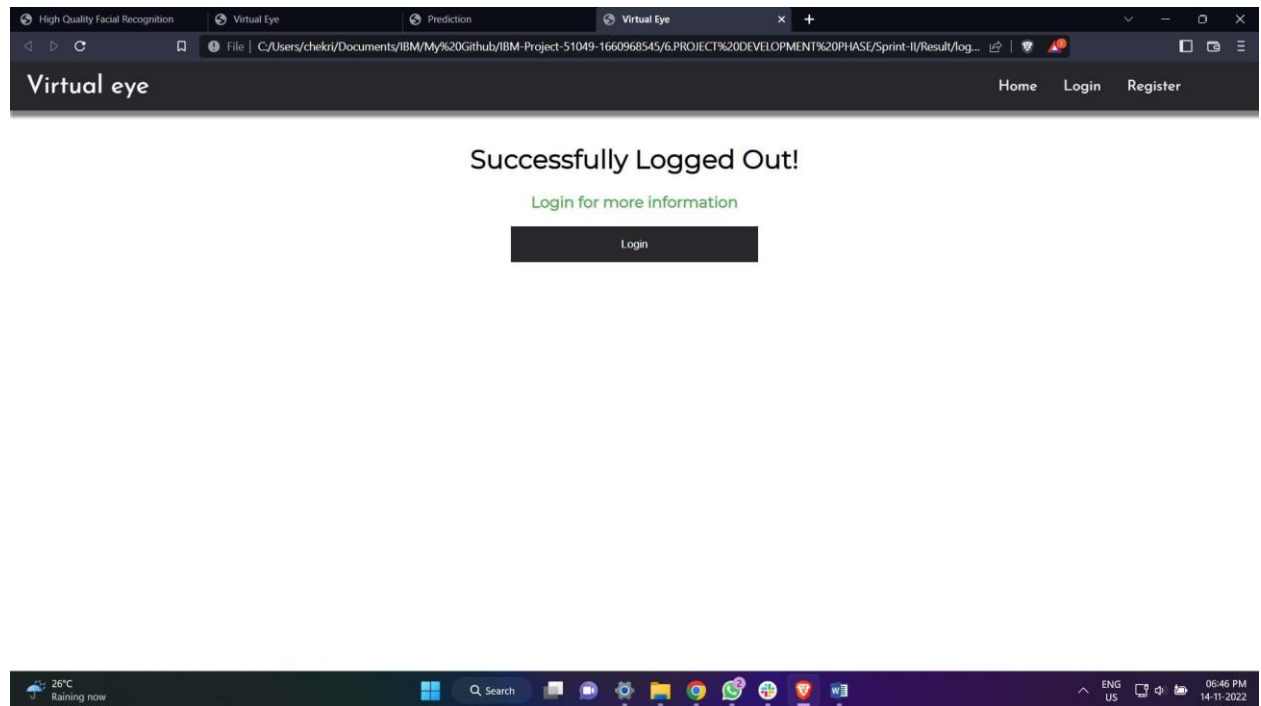 High Quality Facial Recognition
Virtual Eye
Prediction
Virtual Eye
File | C:/Users/chekri/Documents/IBM/My%20Github/IBM-Project-51049-1660968545/6.PROJECT%20DEVELOPMENT%20PHASE/Sprint-II/Result/log...
Virtual eye
Home Login Register
Successfully Logged Out!
Login for more information
Login
26°C
Raining now
Search
2
ENG
US
06:46 PM
14-11-2022